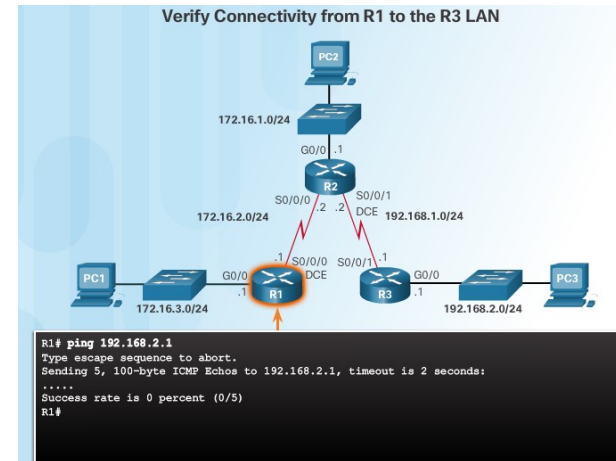 Verify Connectivity from R1 to the R3 LAN
PC2
172.16.1.0/24
G0/0 .1
R2
S0/0/0 .2 .2 S0/0/1
DCE
172.16.2.0/24 192.168.1.0/24
.1 S0/0/0 S0/0/1 .1
DCE
PC1 G0/0 R1 R3 G0/0 PC3
.1 .1
172.16.3.0/24 192.168.2.0/24
R1# ping 192.168.2.1
Type escape sequence to abort.
Sending 5, 100-byte ICMP Echos to 192.168.2.1, timeout is 2 seconds:
.....
Success rate is 0 percent (0/5)
R1#